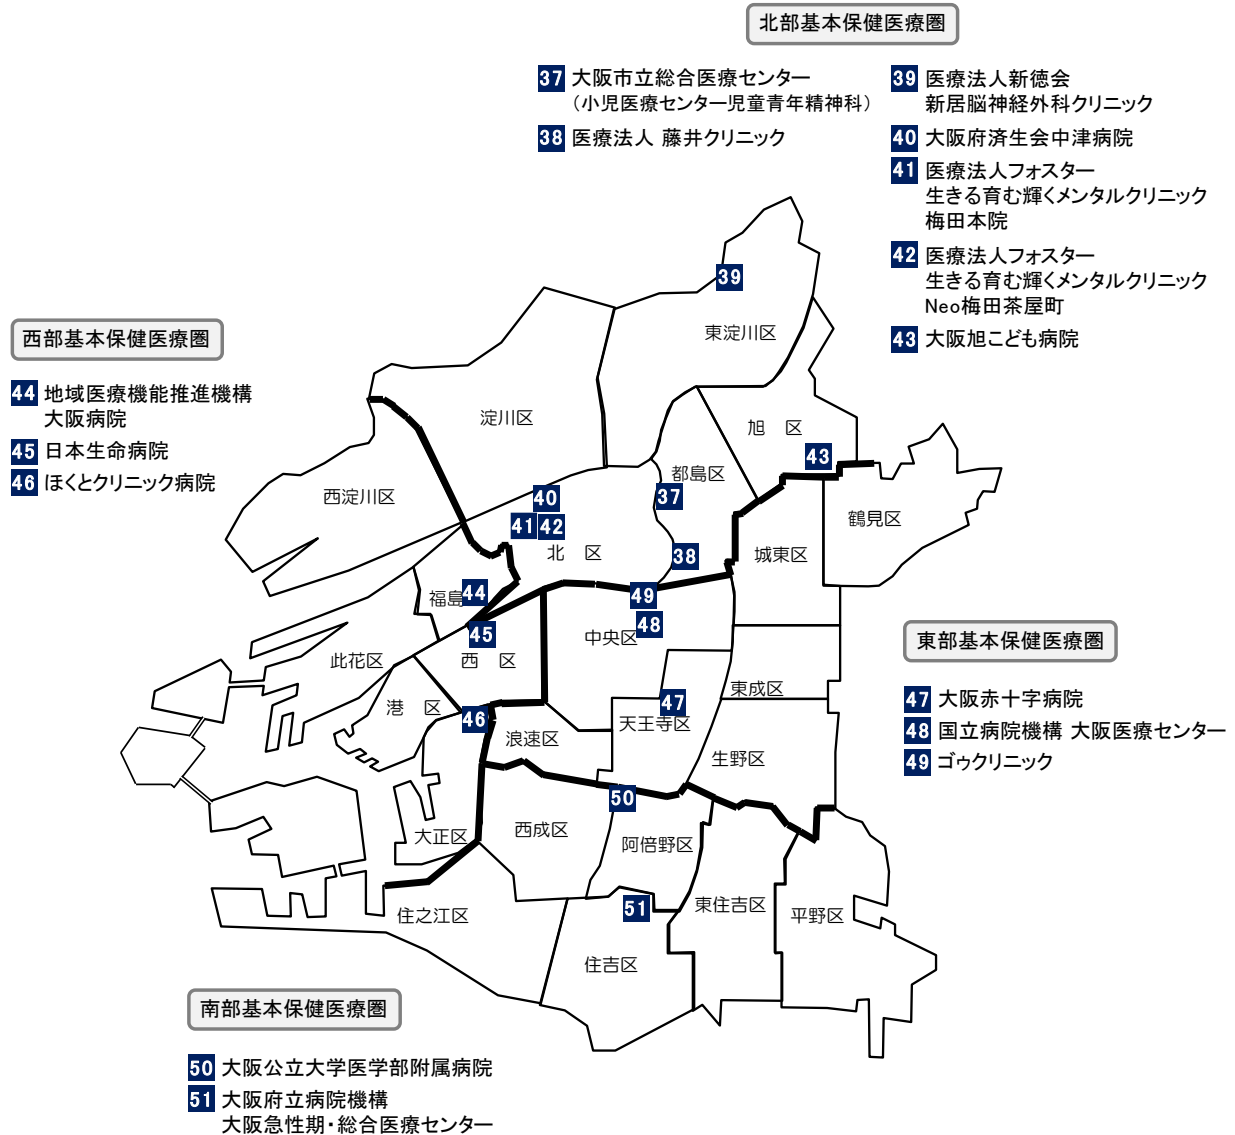 北部基本保健医療圏
37 大阪市立総合医療センター
（小児医療センター児童青年精神科）
38 医療法人 藤井クリニック
39 医療法人新徳会
新居脳神経外科クリニック
40 大阪府済生会中津病院
41 医療法人フォスター
生きる育む輝くメンタルクリニック
梅田本院
42 医療法人フォスター
生きる育む輝くメンタルクリニック
Neo梅田茶屋町
43 大阪旭こども病院
西部基本保健医療圏
44 地域医療機能推進機構
大阪病院
45 日本生命病院
46 ほくとクリニック病院
39
東淀川区
淀川区
旭 区
43
都島区
37
西淀川区
40
41 42
北 区
鶴見区
城東区
38
44
福島
49
48
中央区
45
西 区
此花区
東成区
港 区
46
47
天王寺区
浪速区
生野区
50
西成区
大正区
阿倍野区
51
東住吉区
平野区
住之江区
住吉区
東部基本保健医療圏
47 大阪赤十字病院
48 国立病院機構 大阪医療センター
49 ゴゥクリニック
南部基本保健医療圏
50 大阪公立大学医学部附属病院
51 大阪府立病院機構
大阪急性期・総合医療センター